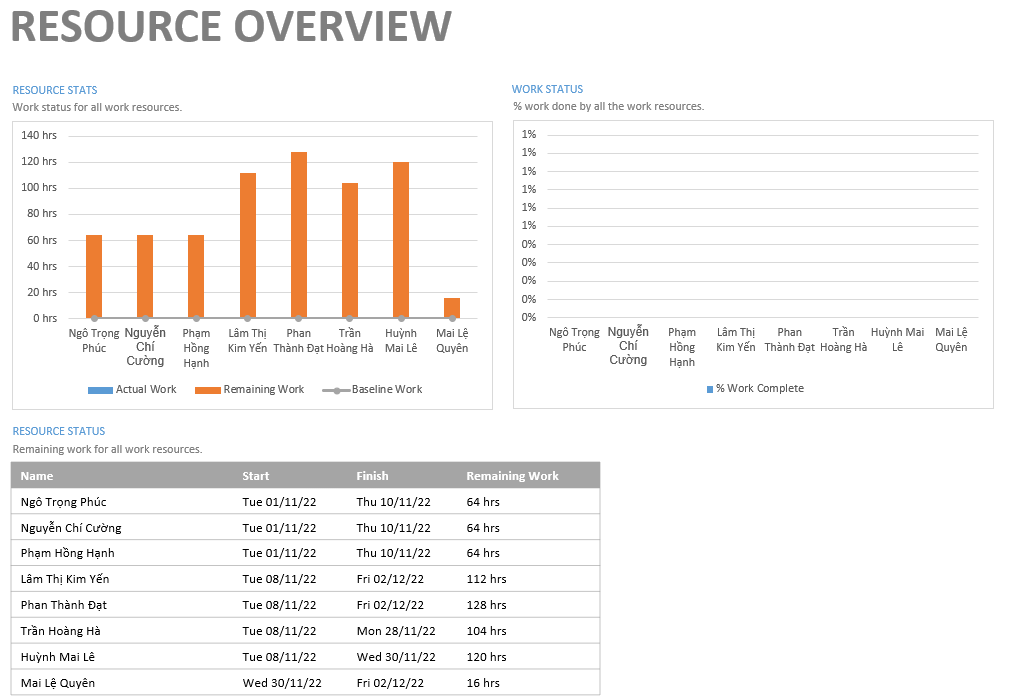 RESOURCE OVERVIEW
RESOURCE STATS
Work status for all work resources.
140 hrs
120 hrs
100 hrs
80 hrs
60 hrs
40 hrs
20 hrs
0 hrs
Ngô Trọng Phúc
Nguyễn Chí Cường
Phạm Hồng Hạnh
Lâm Thị Kim Yến
Phan Thành Đạt
Trần Hoàng Hà
Huỳnh Mai Lê
Mai Lệ Quyên
Actual Work Remaining Work Baseline Work
WORK STATUS
% work done by all the work resources.
1%
1%
1%
1%
1%
1%
0%
0%
0%
0%
0%
Ngô Trọng Phúc
Nguyễn Chí Cường
Phạm Hồng Hạnh
Lâm Thị Kim Yến
Phan Thành Đạt
Trần Hoàng Hà
Huỳnh Mai Lê
Mai Lệ Quyên
% Work Complete
RESOURCE STATUS
Remaining work for all work resources.
Name Start Finish Remaining Work
Ngô Trọng Phúc Tue 01/11/22 Thu 10/11/22 64 hrs
Nguyễn Chí Cường Tue 01/11/22 Thu 10/11/22 64 hrs
Phạm Hồng Hạnh Tue 01/11/22 Thu 10/11/22 64 hrs
Lâm Thị Kim Yến Tue 08/11/22 Fri 02/12/22 112 hrs
Phan Thành Đạt Tue 08/11/22 Fri 02/12/22 128 hrs
Trần Hoàng Hà Tue 08/11/22 Mon 28/11/22 104 hrs
Huỳnh Mai Lê Tue 08/11/22 Wed 30/11/22 120 hrs
Mai Lệ Quyên Wed 30/11/22 Fri 02/12/22 16 hrs